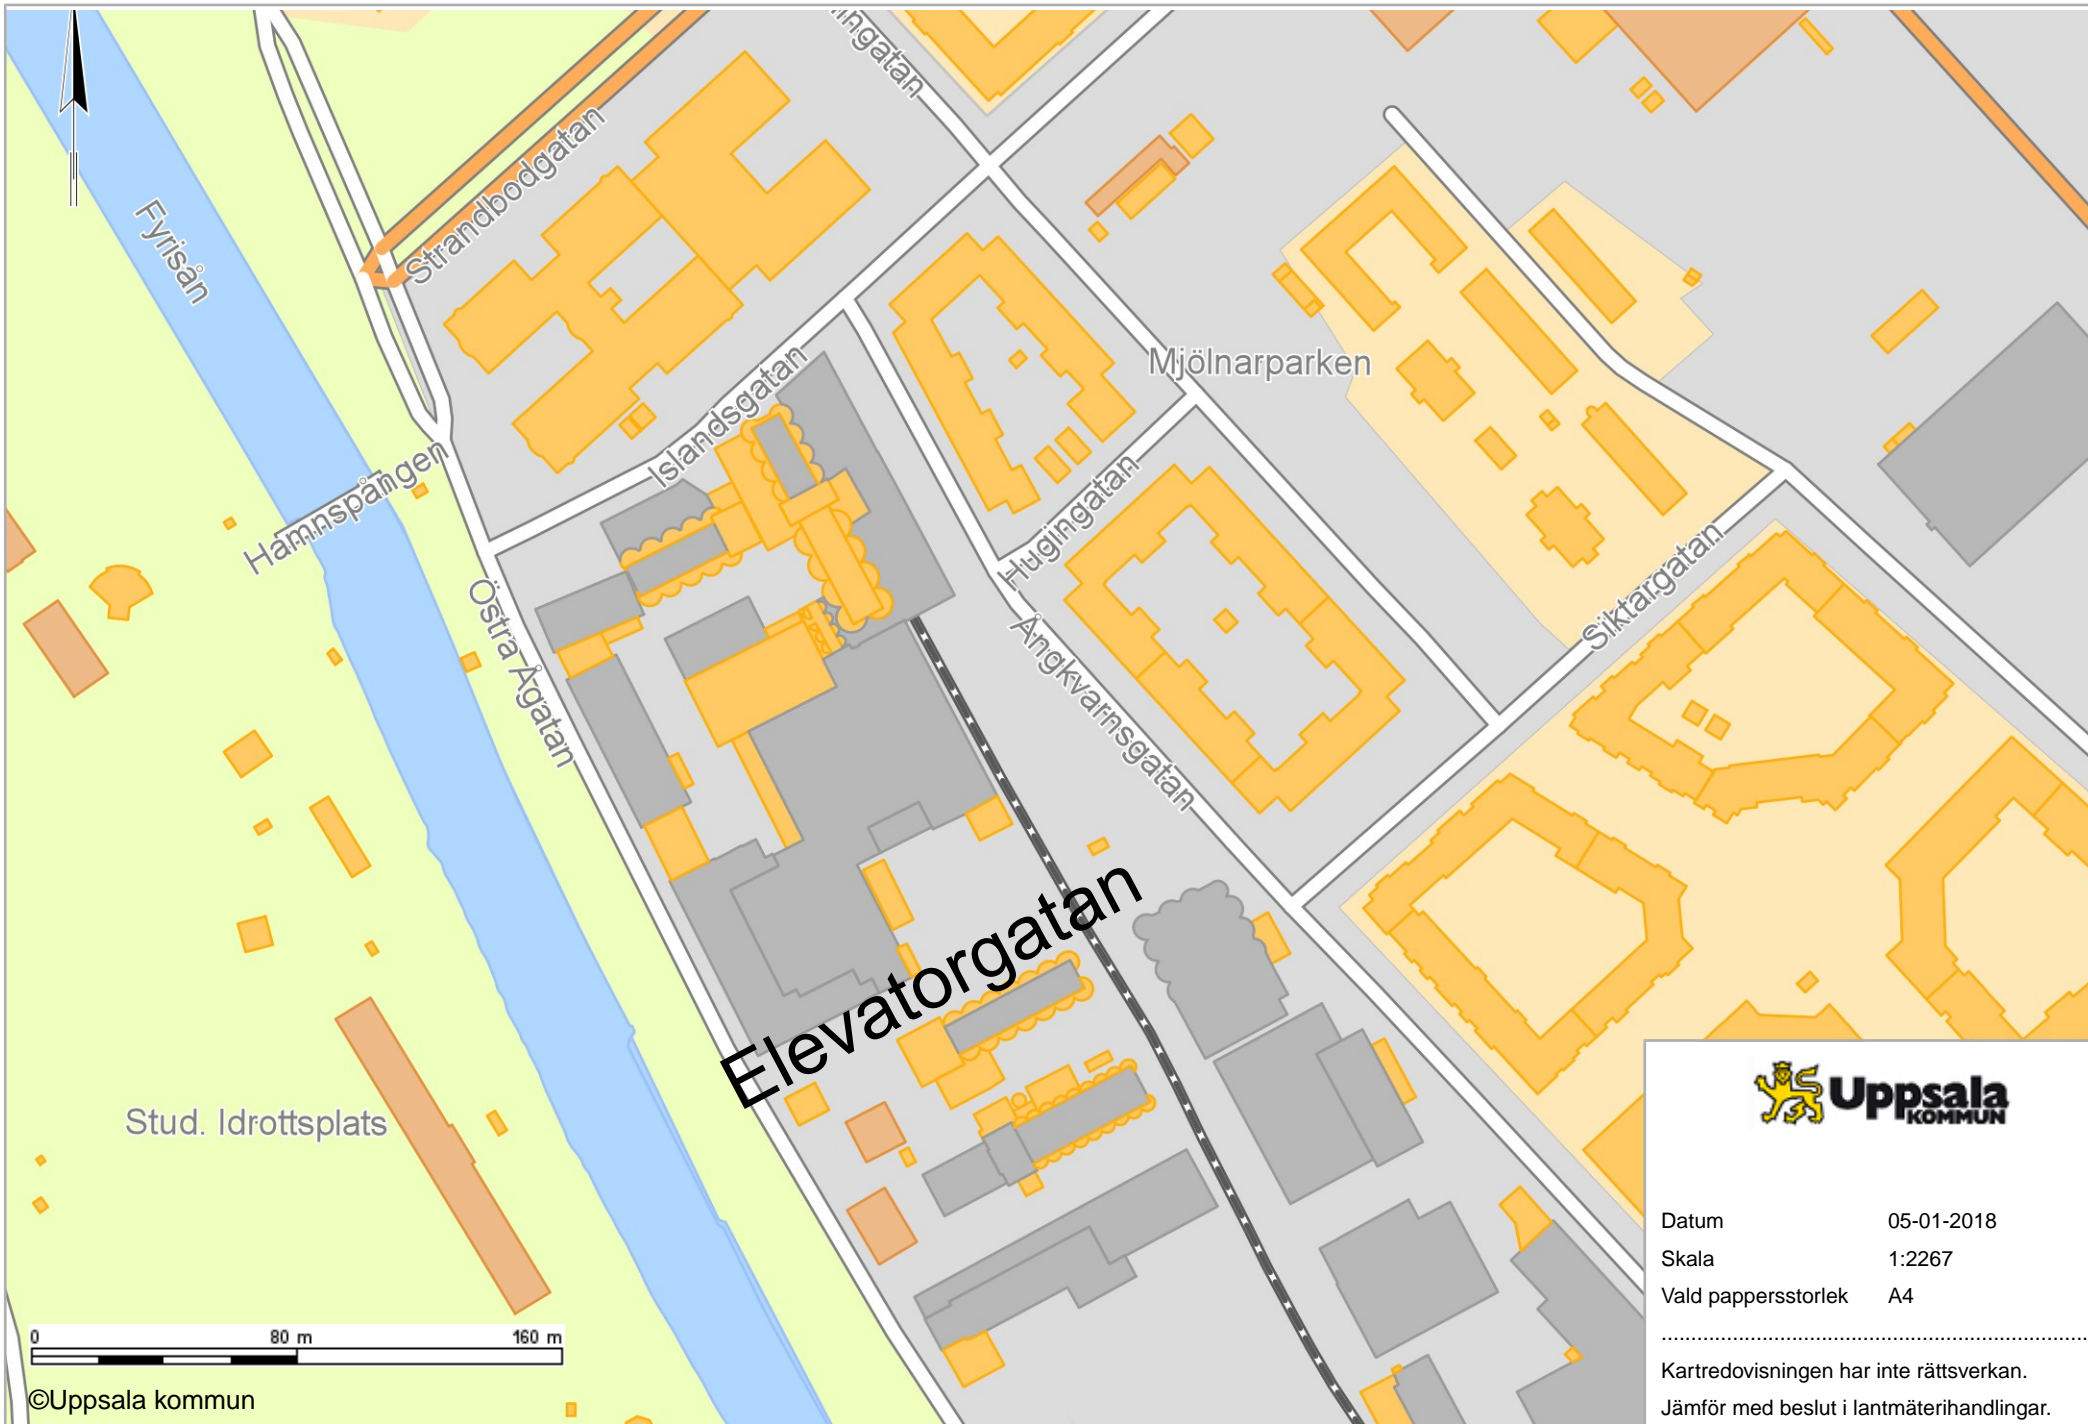 Strandbodgatan
Fyrisån
Islandsgatan
Mjölnarparken
Hamnspången
Hugingatan
Siktargatan
Östra Ågatan
Ångkvarnsgatan
Elevatorgatan
Stud. Idrottsplats
0 80 m 160 m
©Uppsala kommun
Uppsala
KOMMUN
Datum 05-01-2018
Skala 1:2267
Vald pappersstorlek A4
Kartredovisningen har inte rättsverkan.
Jämför med beslut i lantmäterihandlingar.